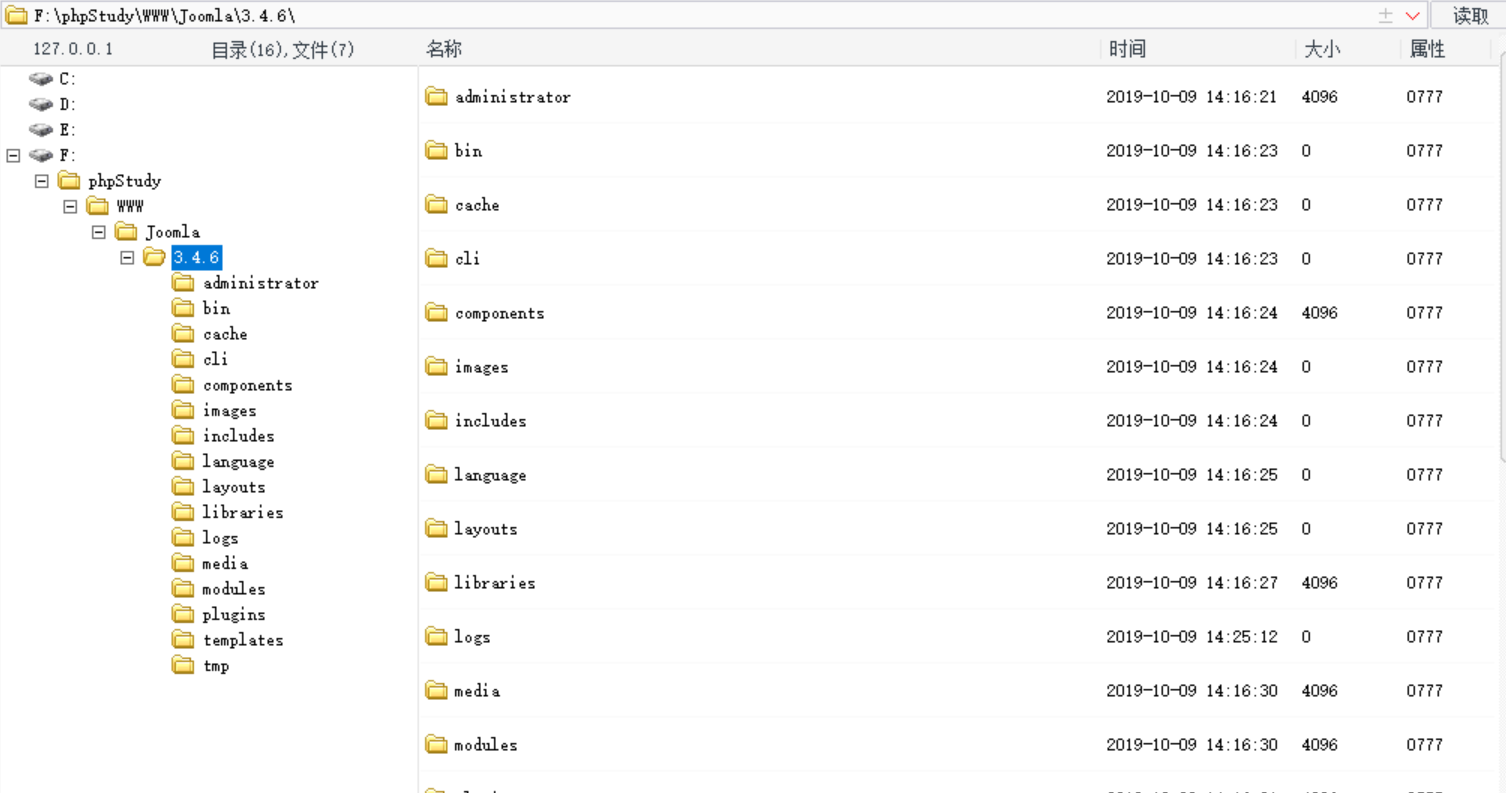 F:\phpStudy\WWW\Joomla\3.4.6\ 读取
127.0.0.1 目录(16),文件(7) 名称 时间 大小 属性
C:
D:
E:
F:
phpStudy
WWW
Joomla
3.4.6
administrator
bin
cache
cli
components
images
includes
language
layouts
libraries
logs
media
modules
plugins
templates
tmp
administrator 2019-10-09 14:16:21 4096 0777
bin 2019-10-09 14:16:23 0 0777
cache 2019-10-09 14:16:23 0 0777
cli 2019-10-09 14:16:23 0 0777
components 2019-10-09 14:16:24 4096 0777
images 2019-10-09 14:16:24 0 0777
includes 2019-10-09 14:16:24 0 0777
language 2019-10-09 14:16:25 0 0777
layouts 2019-10-09 14:16:25 0 0777
libraries 2019-10-09 14:16:27 4096 0777
logs 2019-10-09 14:25:12 0 0777
media 2019-10-09 14:16:30 4096 0777
modules 2019-10-09 14:16:30 4096 0777